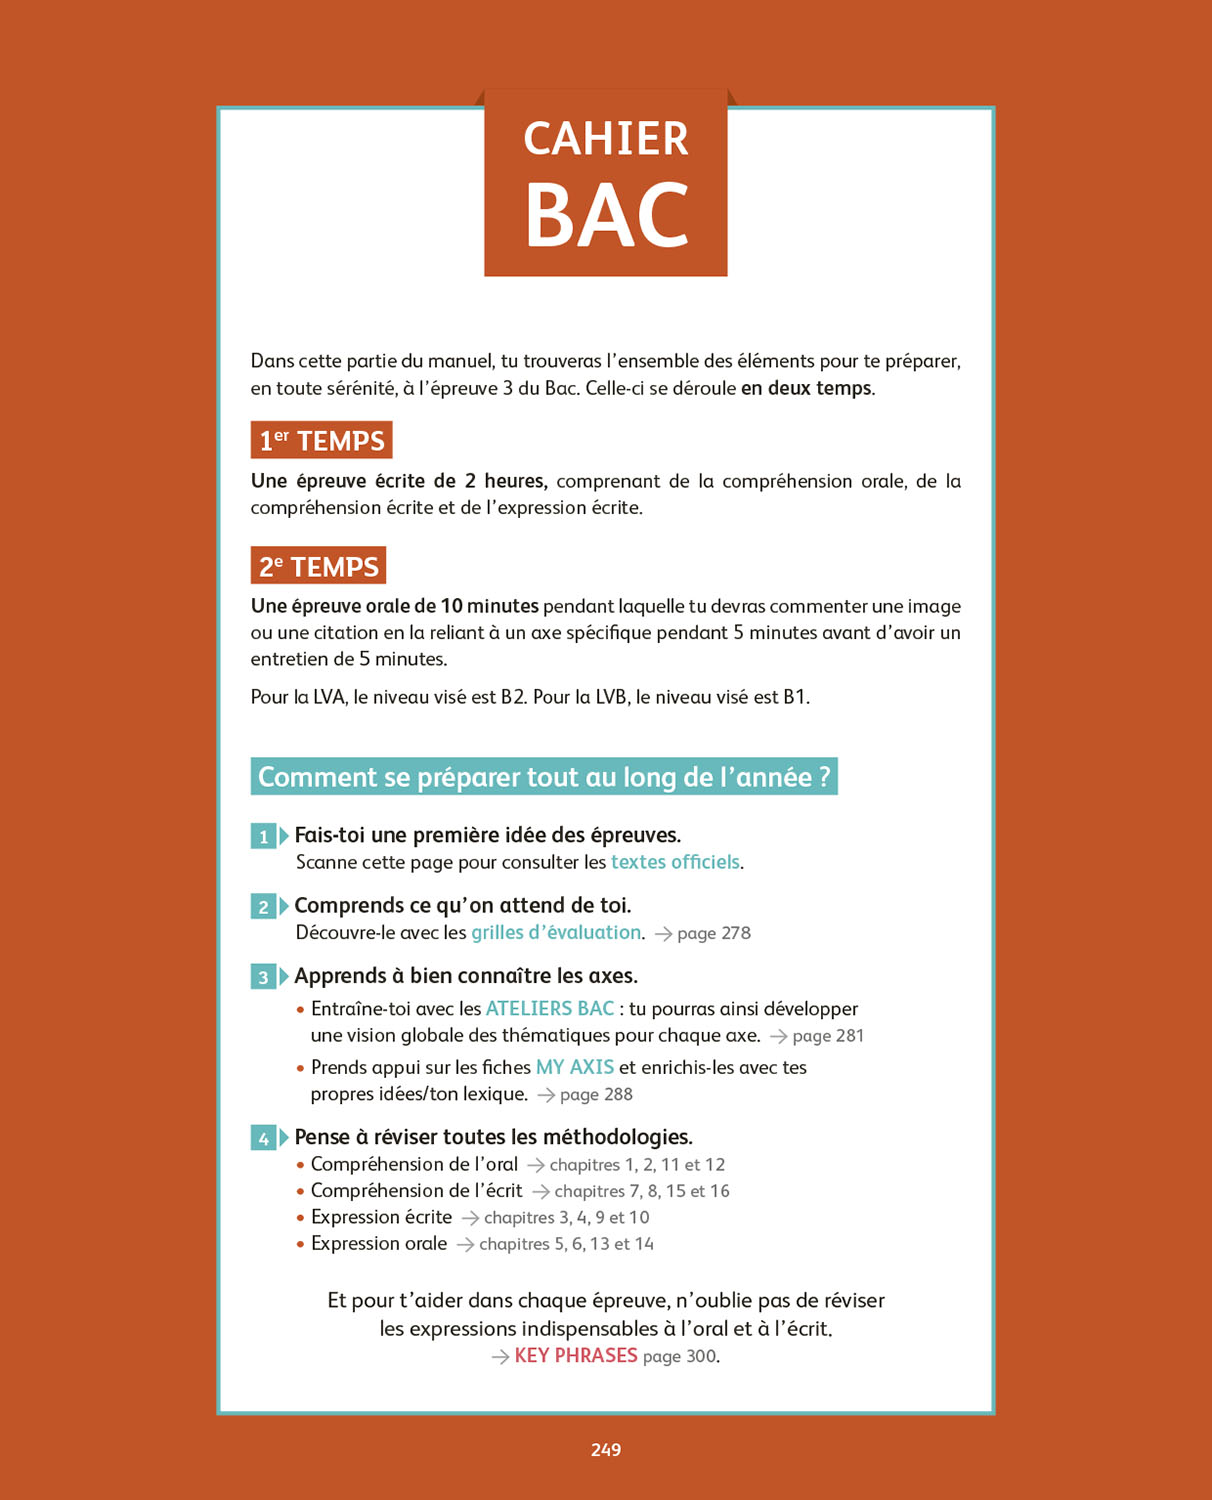 CAHIER
BAC
Dans cette partie du manuel, tu trouveras l’ensemble des éléments pour te préparer,
en toute sérénité, à l’épreuve 3 du Bac. Celle-ci se déroule en deux temps.
1er TEMPS
Une épreuve écrite de 2 heures, comprenant de la compréhension orale, de la
compréhension écrite et de l’expression écrite.
2e TEMPS
Une épreuve orale de 10 minutes pendant laquelle tu devras commenter une image
ou une citation en la reliant à un axe spécifique pendant 5 minutes avant d’avoir un
entretien de 5 minutes.
Pour la LVA, le niveau visé est B2. Pour la LVB, le niveau visé est B1.
Comment se préparer tout au long de l’année ?
1 Fais-toi une première idée des épreuves.
Scanne cette page pour consulter les textes officiels.
2 Comprends ce qu’on attend de toi.
Découvre-le avec les grilles d’évaluation. → page 278
3 Apprends à bien connaître les axes.
• Entraîne-toi avec les ATELIERS BAC : tu pourras ainsi développer
une vision globale des thématiques pour chaque axe. → page 281
• Prends appui sur les fiches MY AXIS et enrichis-les avec tes
propres idées/ton lexique. → page 288
4 Pense à réviser toutes les méthodologies.
• Compréhension de l’oral → chapitres 1, 2, 11 et 12
• Compréhension de l’écrit → chapitres 7, 8, 15 et 16
• Expression écrite → chapitres 3, 4, 9 et 10
• Expression orale → chapitres 5, 6, 13 et 14
Et pour t’aider dans chaque épreuve, n’oublie pas de réviser
les expressions indispensables à l’oral et à l’écrit.
→ KEY PHRASES page 300.
249